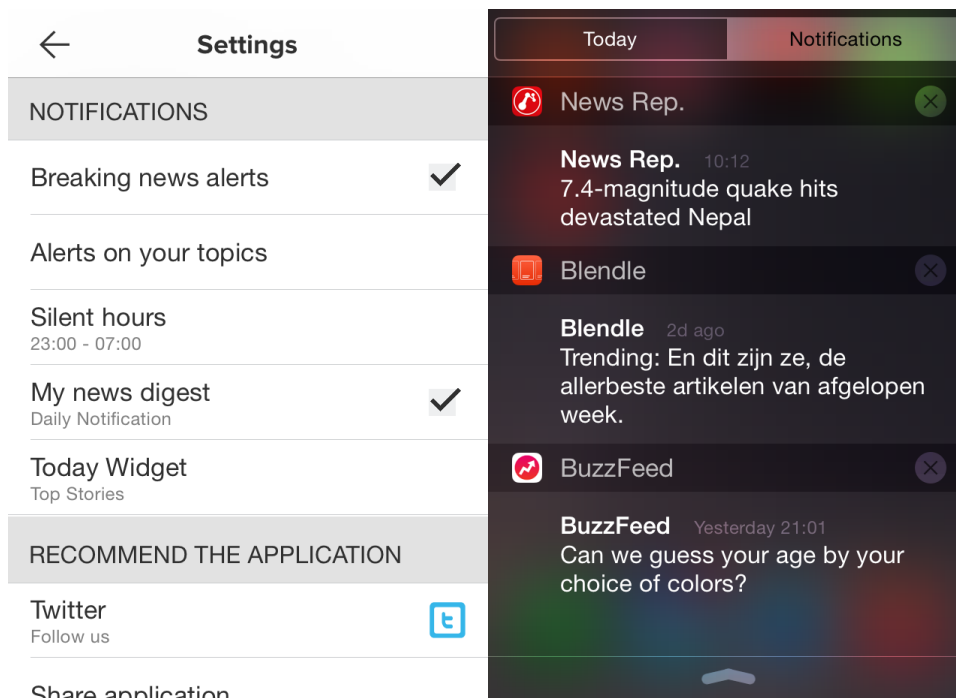 Settings
NOTIFICATIONS
Breaking news alerts
Alerts on your topics
Silent hours
23:00 - 07:00
My news digest
Daily Notification
Today Widget
Top Stories
RECOMMEND THE APPLICATION
Twitter
Follow us
Share application
Today
Notifications
News Rep.
News Rep. 10:12
7.4-magnitude quake hits
devastated Nepal
Blendle
Blendle 2d ago
Trending: En dit zijn ze, de
allerbeste artikelen van afgelopen
week.
BuzzFeed
BuzzFeed Yesterday 21:01
Can we guess your age by your
choice of colors?